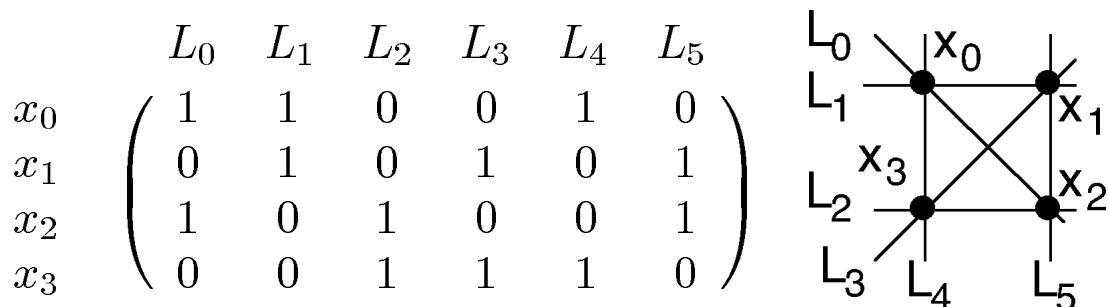 L₀ L₁ L₂ L₃ L₄ L₅
x₀ 1 1 0 0 1 0
x₁ 0 1 0 1 0 1
x₂ 1 0 1 0 0 1
x₃ 0 0 1 1 1 0
L₀ x₀
L₁ x₁
x₃ x₂
L₂
L₃ L₄ L₅